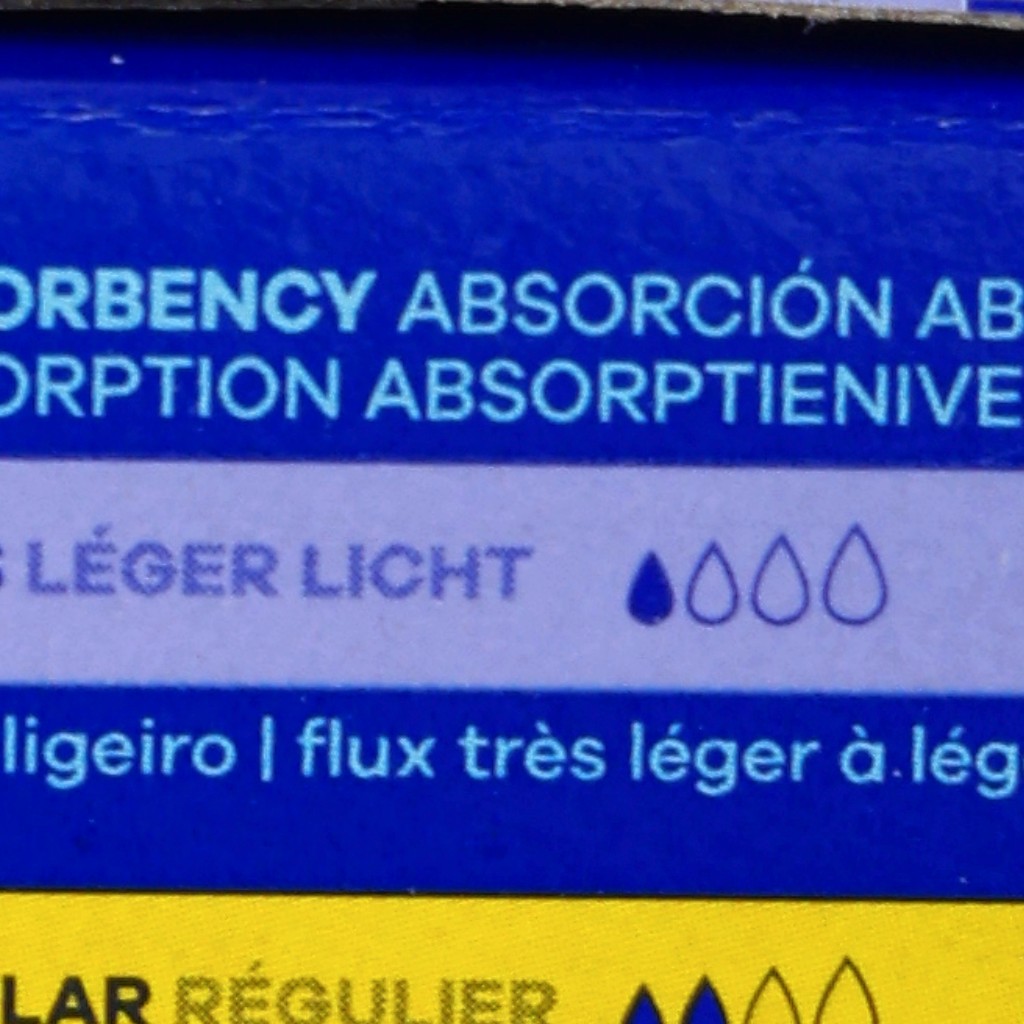 ORBENCY ABSORCIÓN AB
ORPTION ABSORPTIENIVE
S LÉGER LICHT
ligeiro | flux très léger à lég
LAR RÉGULIER